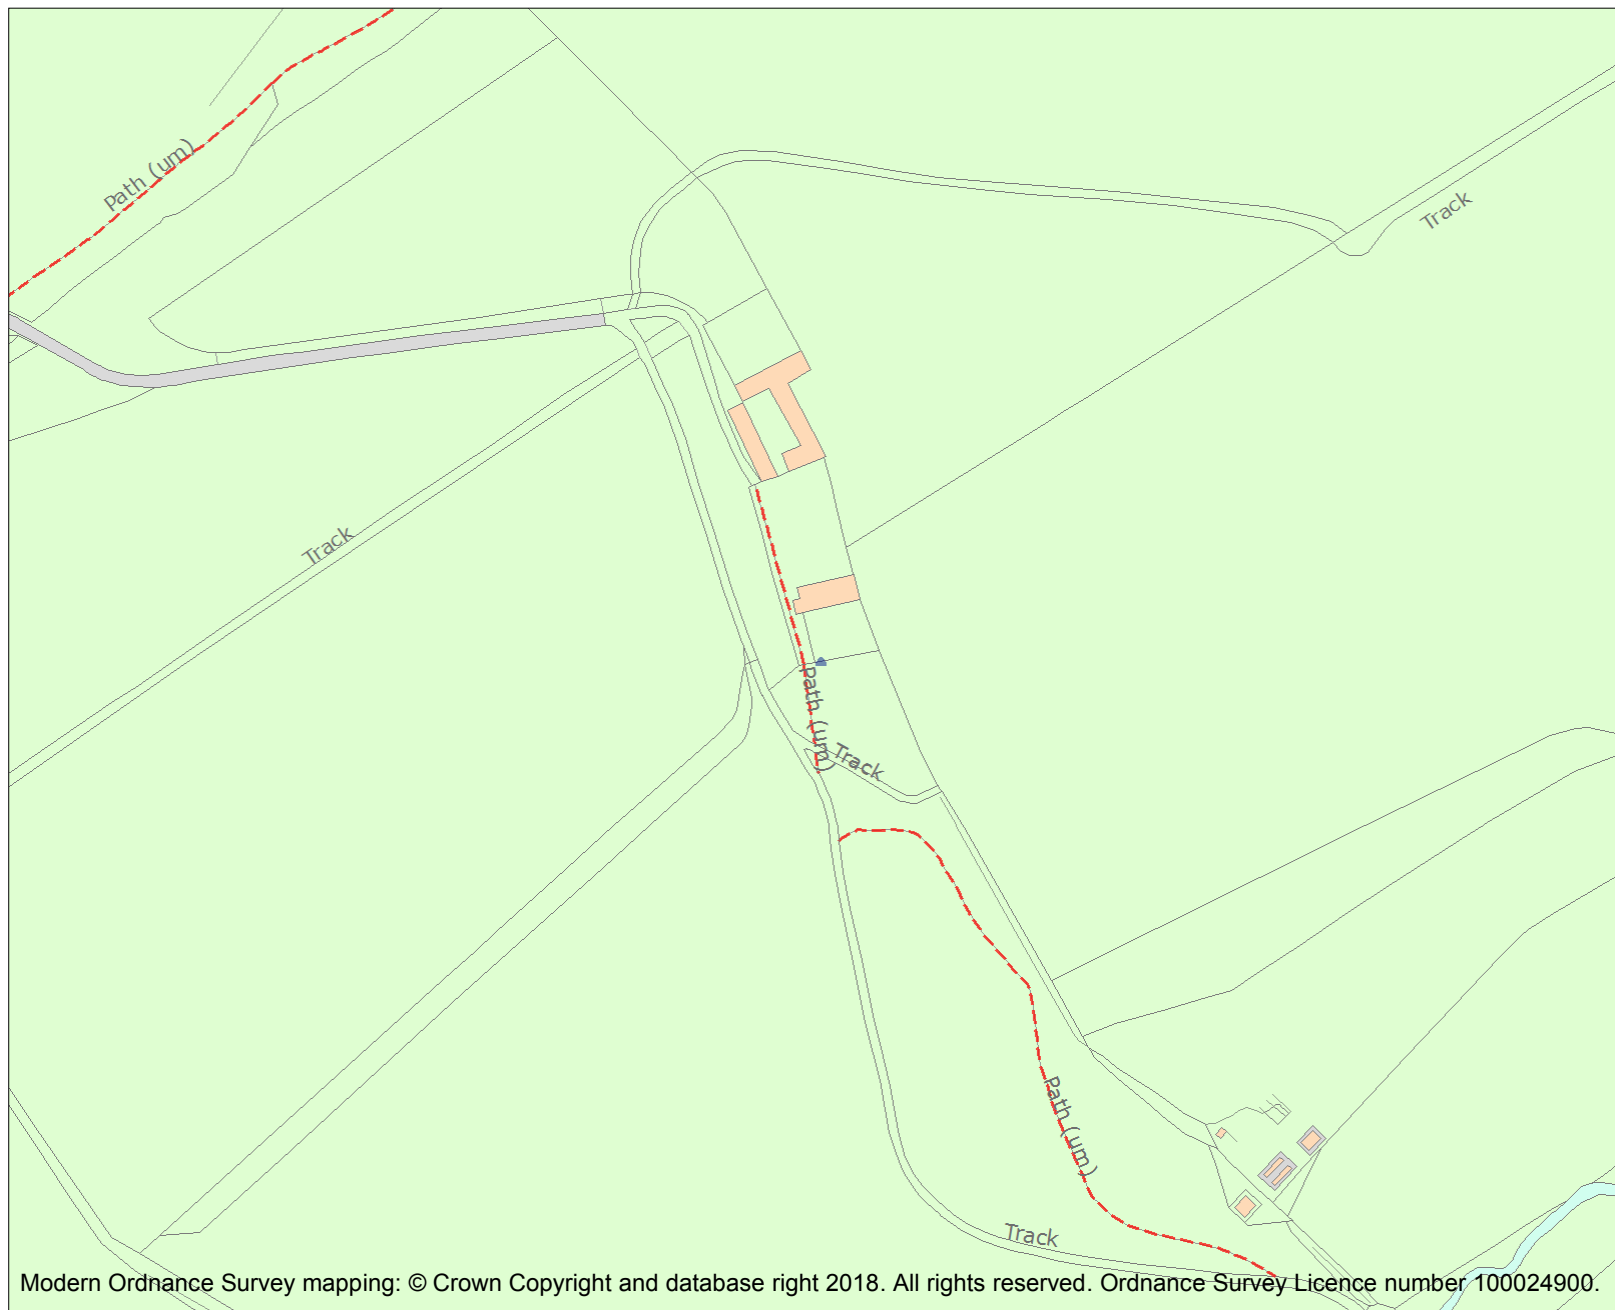 Path (um)
Track
Track
Path (um)
Track
Path (um)
Track
Modern Ordnance Survey mapping: © Crown Copyright and database right 2018. All rights reserved. Ordnance Survey Licence number 100024900.